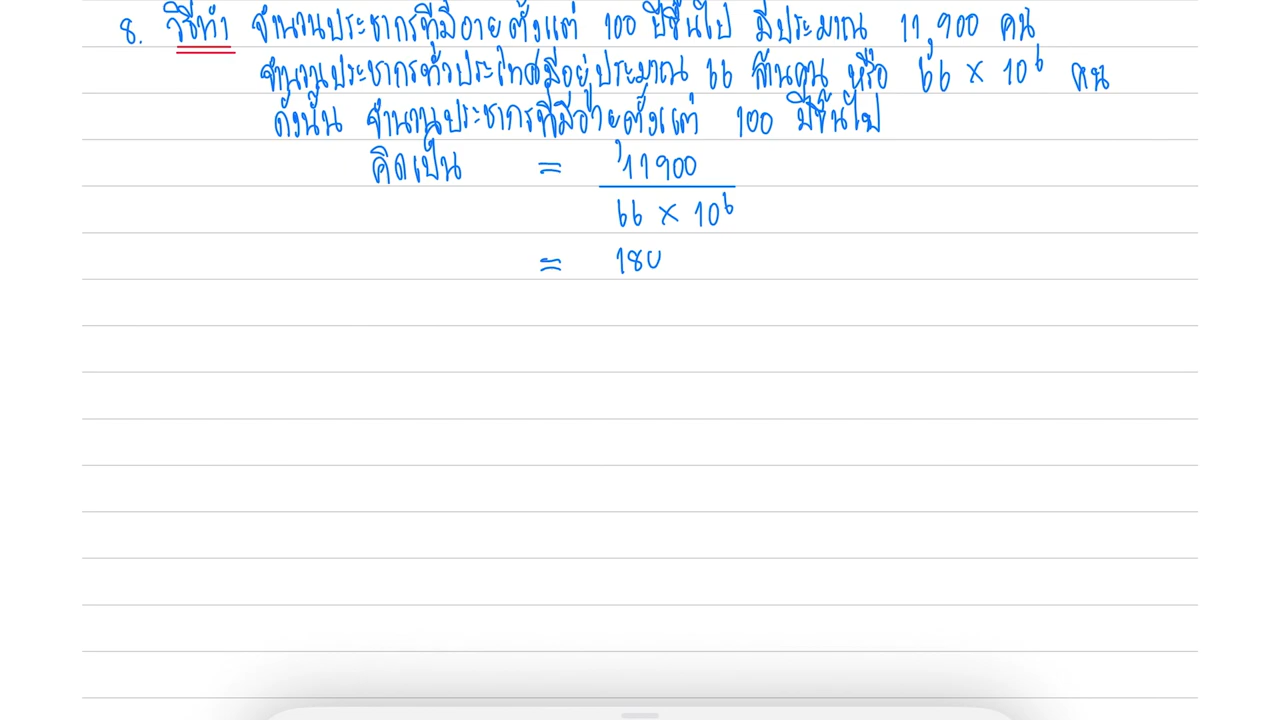 8. วิธีทำ จำนวนประชากรที่มีอายุตั้งแต่ 100 ปีขึ้นไป มีประมาณ 11,900 คน
จำนวนประชากรทั่วประเทศมีอยู่ประมาณ 66 ล้านคน หรือ 66 × 10⁶ คน
ดังนั้น จำนวนประชากรที่มีอายุตั้งแต่ 100 ปีขึ้นไป
คิดเป็น = 11900
66 × 10⁶
= 180